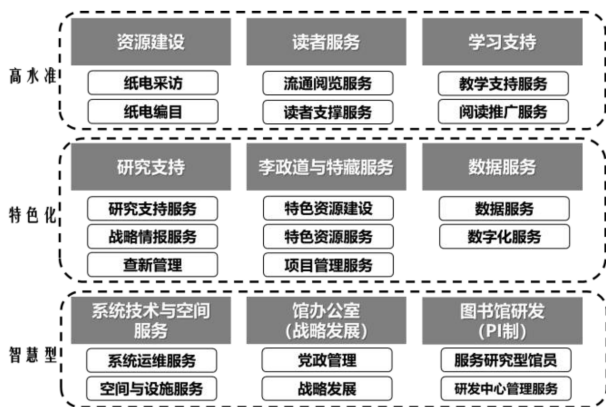 高水准
资源建设
纸电采访
纸电编目
读者服务
流通阅览服务
读者支撑服务
学习支持
教学支持服务
阅读推广服务
特色化
研究支持
研究支持服务
战略情报服务
查新管理
李政道与特藏服务
特色资源建设
特色资源服务
项目管理服务
数据服务
数据服务
数字化服务
智慧型
系统技术与空间
服务
系统运维服务
空间与设施服务
馆办公室
(战略发展)
党政管理
战略发展
图书馆研发
(PI制)
服务研究型馆员
研发中心管理服务